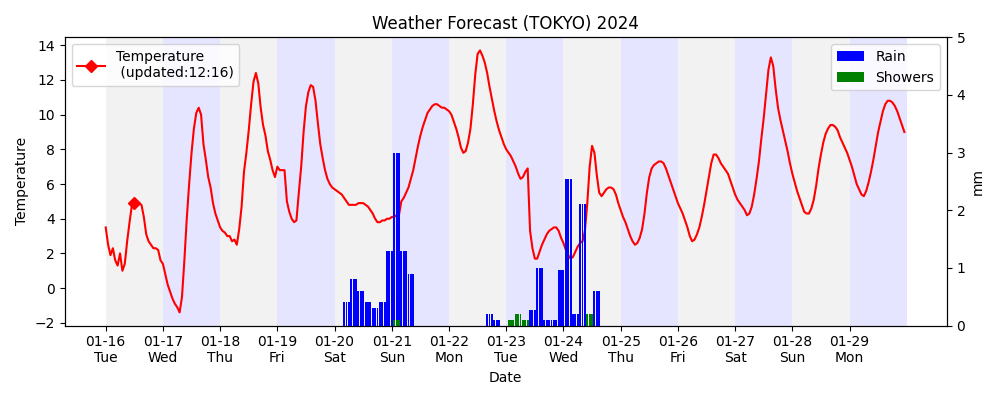 Weather Forecast (TOKYO) 2024
Temperature
(updated:12:16)
Rain
Showers
14
12
10
8
6
4
2
0
−2
Temperature
5
4
3
2
1
0
mm
01-16 01-17 01-18 01-19 01-20 01-21 01-22 01-23 01-24 01-25 01-26 01-27 01-28 01-29
Tue Wed Thu Fri Sat Sun Mon Tue Wed Thu Fri Sat Sun Mon
Date